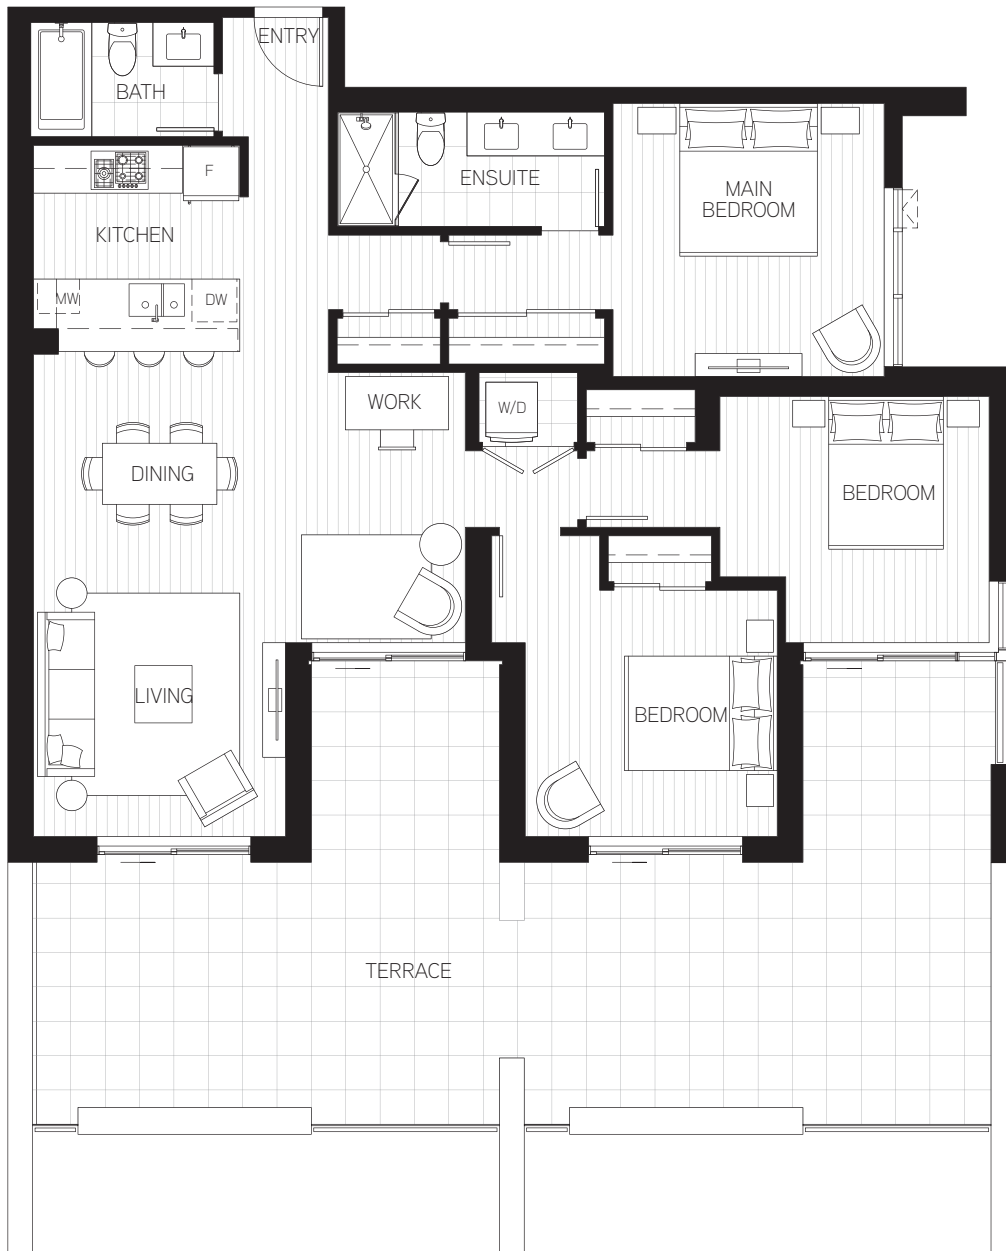 ENTRY
BATH
F
ENSUITE
MAIN
BEDROOM
KITCHEN
MW
DW
WORK
W/D
DINING
BEDROOM
LIVING
BEDROOM
TERRACE